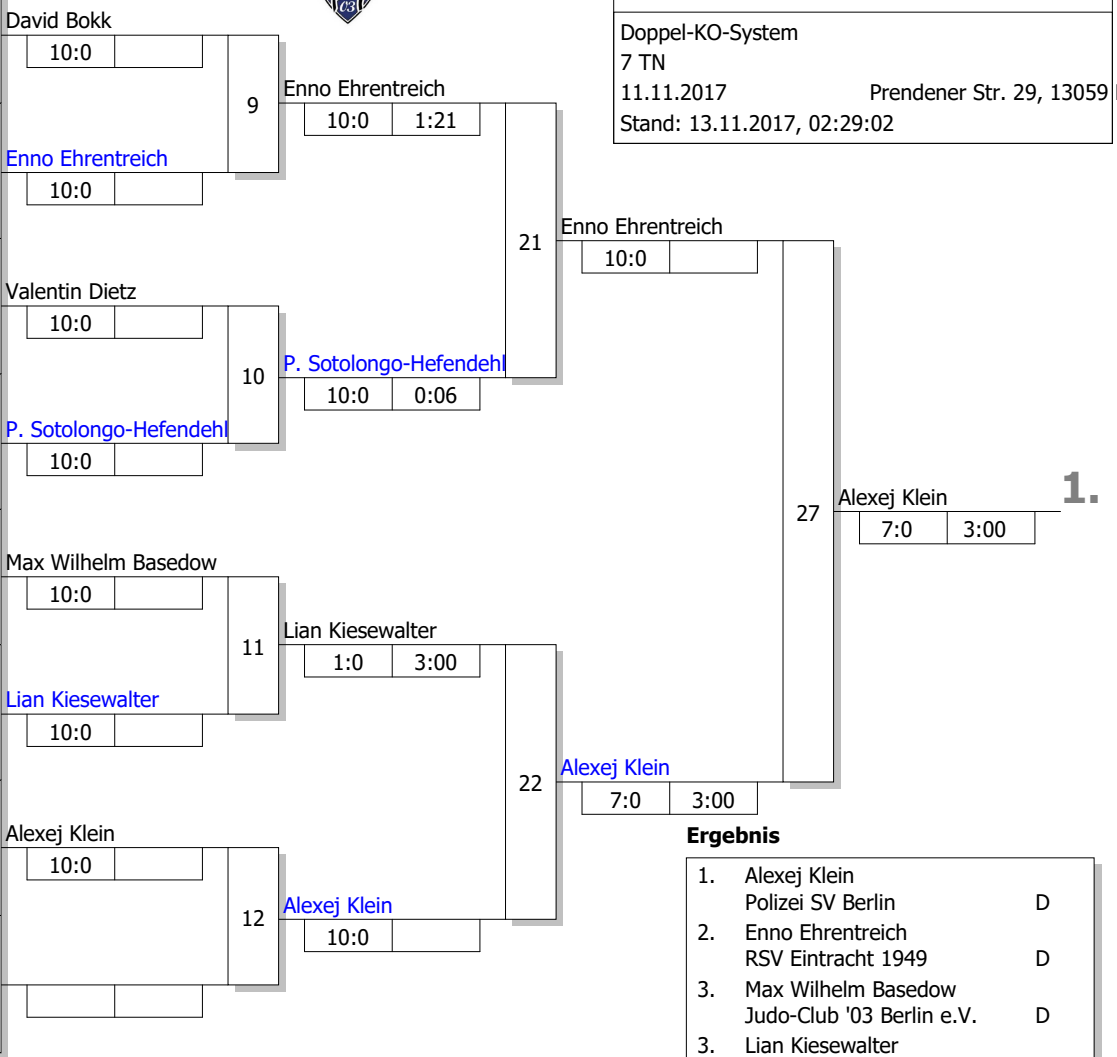 C3
Doppel-KO-System
7 TN
11.11.2017 Prendener Str. 29, 13059
Stand: 13.11.2017, 02:29:02
David Bokk
10:0
9
Enno Ehrentreich
10:0 1:21
Enno Ehrentreich
10:0
21
Enno Ehrentreich
10:0
Valentin Dietz
10:0
10
P. Sotolongo-Hefendehl
10:0 0:06
P. Sotolongo-Hefendehl
10:0
27
Alexej Klein
7:0 3:00
1.
Max Wilhelm Basedow
10:0
11
Lian Kiesewalter
1:0 3:00
Lian Kiesewalter
10:0
22
Alexej Klein
7:0 3:00
Alexej Klein
10:0
12
Alexej Klein
10:0
Ergebnis
1. Alexej Klein
Polizei SV Berlin D
2. Enno Ehrentreich
RSV Eintracht 1949 D
3. Max Wilhelm Basedow
Judo-Club '03 Berlin e.V. D
3. Lian Kiesewalter